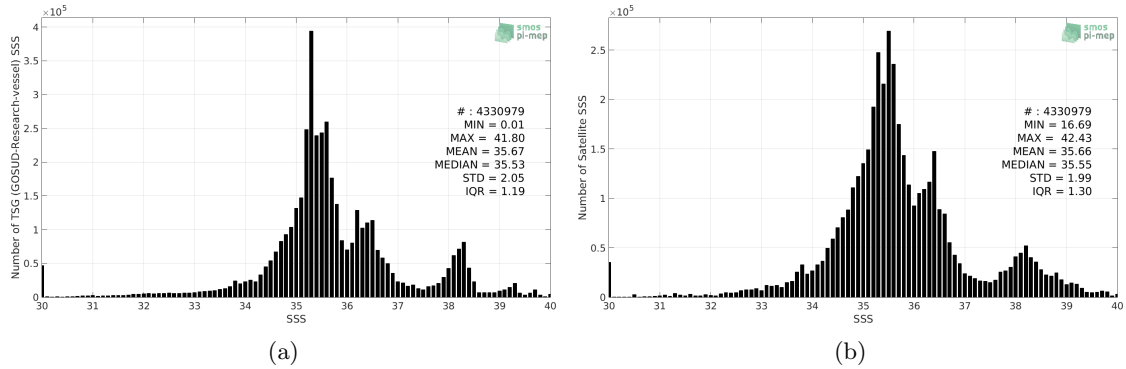 ×10⁵
4
3.5
3
2.5
2
1.5
1
0.5
0
Number of TSG (GOSUD-Research-vessel) SSS
smos
pi-mep
# : 4330979
MIN = 0.01
MAX = 41.80
MEAN = 35.67
MEDIAN = 35.53
STD = 2.05
IQR = 1.19
30 31 32 33 34 35 36 37 38 39 40
SSS
(a)
×10⁵
2.5
2
1.5
1
0.5
0
Number of Satellite SSS
smos
pi-mep
# : 4330979
MIN = 16.69
MAX = 42.43
MEAN = 35.66
MEDIAN = 35.55
STD = 1.99
IQR = 1.30
30 31 32 33 34 35 36 37 38 39 40
SSS
(b)